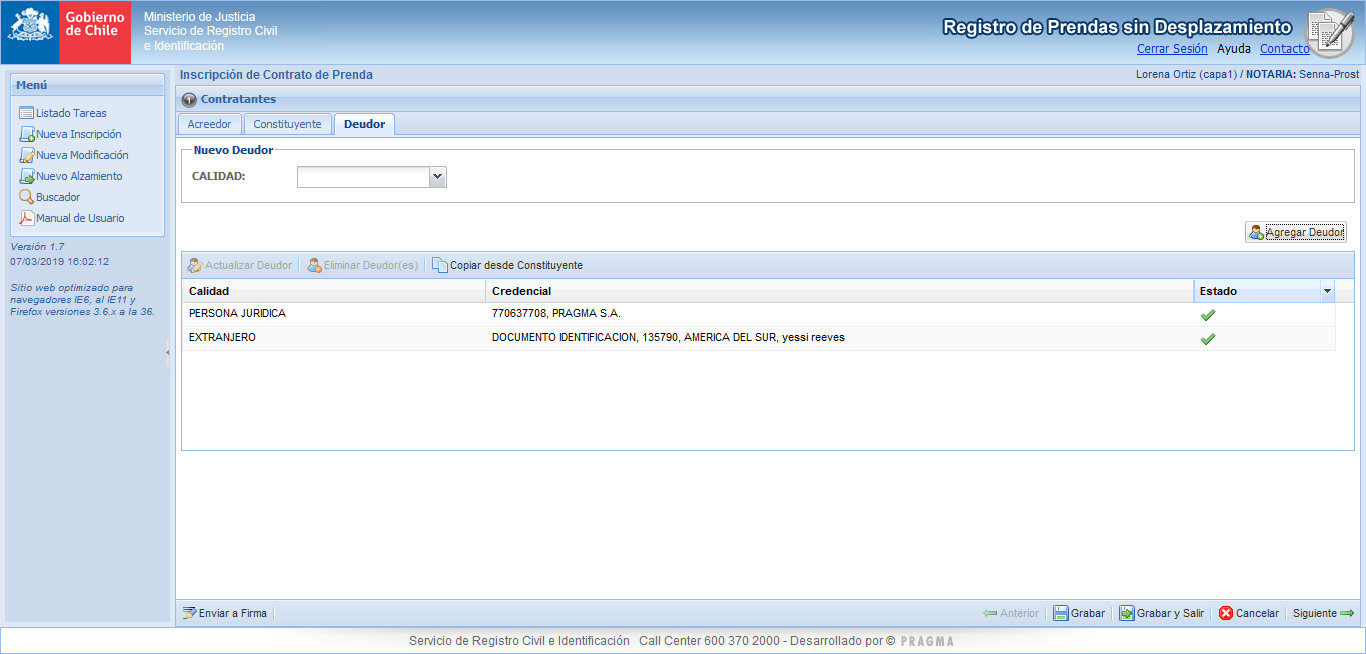 Gobierno
de Chile
Ministerio de Justicia
Servicio de Registro Civil
e Identificación
Registro de Prendas sin Desplazamiento
Cerrar Sesión Ayuda Contacto
Menú
Listado Tareas
Nueva Inscripción
Nueva Modificación
Nuevo Alzamiento
Buscador
Manual de Usuario
Versión 1.7
07/03/2019 16:02:12
Sitio web optimizado para
navegadores IE6, al IE11 y
Firefox versiones 3.6.x a la 36.
Inscripción de Contrato de Prenda
Lorena Ortiz (capa1) / NOTARIA: Senna-Prost
Contratantes
Acreedor Constituyente Deudor
Nuevo Deudor
CALIDAD:
Agregar Deudor
Actualizar Deudor Eliminar Deudor(es) Copiar desde Constituyente
Calidad Credencial Estado
PERSONA JURIDICA 770637708, PRAGMA S.A.
EXTRANJERO DOCUMENTO IDENTIFICACION, 135790, AMERICA DEL SUR, yessi reeves
Enviar a Firma Anterior Grabar Grabar y Salir Cancelar Siguiente
Servicio de Registro Civil e Identificación Call Center 600 370 2000 - Desarrollado por © PRAGMA